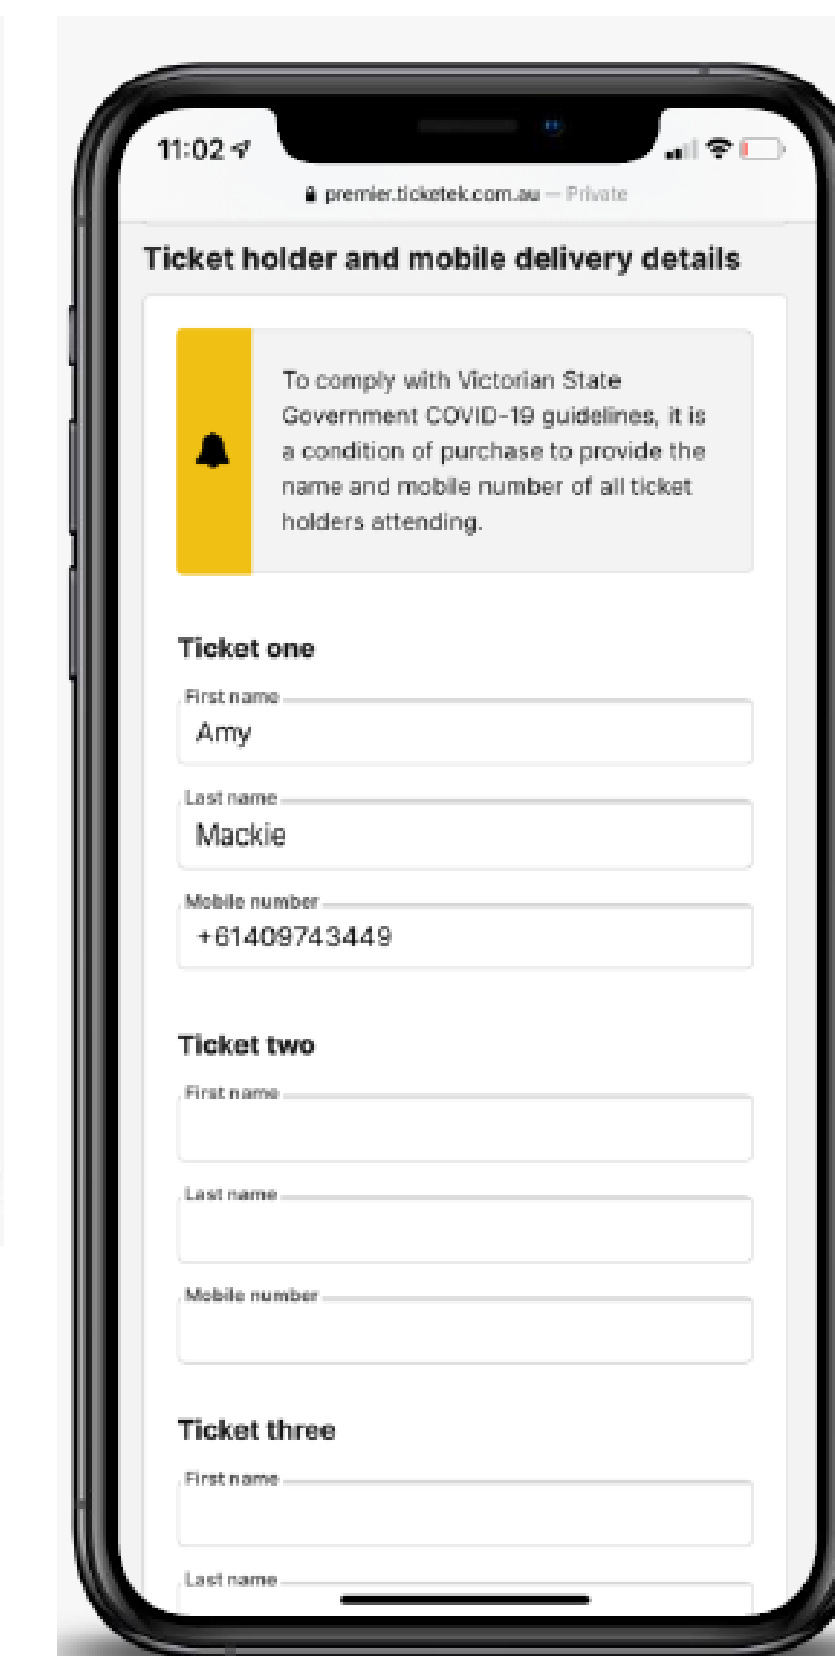 11:02
premier.ticketek.com.au — Private
Ticket holder and mobile delivery details
To comply with Victorian State
Government COVID-19 guidelines, it is
a condition of purchase to provide the
name and mobile number of all ticket
holders attending.
Ticket one
First name
Amy
Last name
Mackie
Mobile number
+61409743449
Ticket two
First name
Last name
Mobile number
Ticket three
First name
Last name